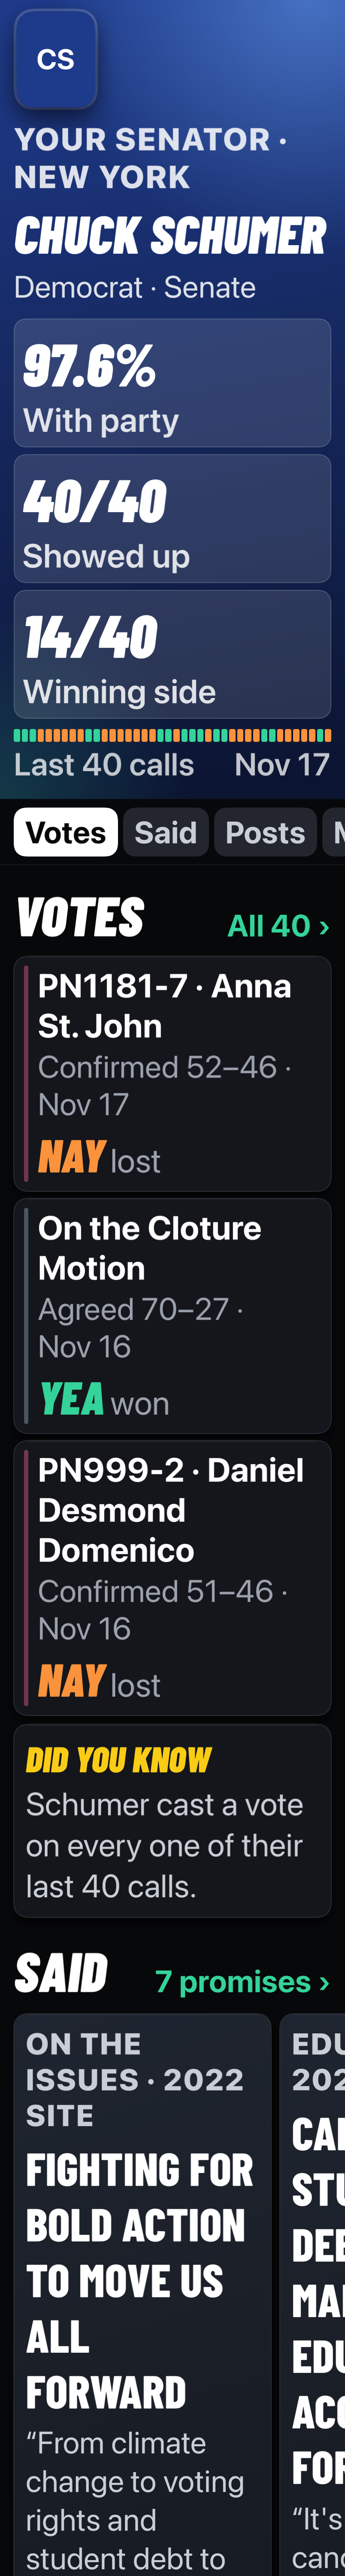 CS
YOUR SENATOR ·
NEW YORK
CHUCK SCHUMER
Democrat · Senate
97.6%
With party
40/40
Showed up
14/40
Winning side
Last 40 calls Nov 17
Votes Said Posts M
VOTES All 40 ›
PN1181-7 · Anna
St. John
Confirmed 52–46 ·
Nov 17
NAY lost
On the Cloture
Motion
Agreed 70–27 ·
Nov 16
YEA won
PN999-2 · Daniel
Desmond
Domenico
Confirmed 51–46 ·
Nov 16
NAY lost
DID YOU KNOW
Schumer cast a vote
on every one of their
last 40 calls.
SAID 7 promises ›
ON THE
ISSUES · 2022
SITE
FIGHTING FOR
BOLD ACTION
TO MOVE US
ALL
FORWARD
“From climate
change to voting
rights and
student debt to
EDU
202
CAN
STU
DEB
MAK
EDU
ACC
FOR
“It's